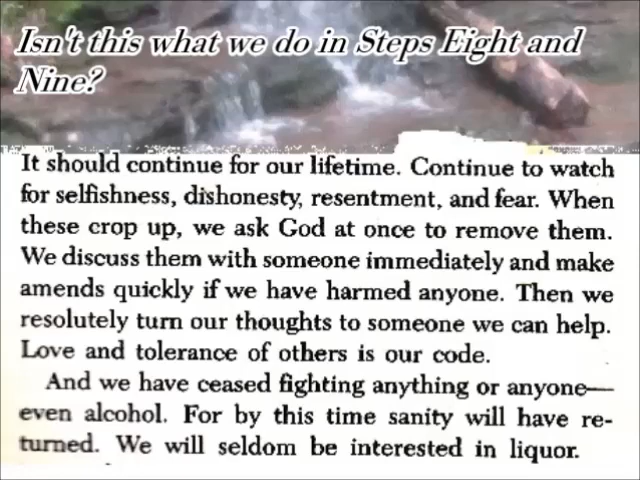 Isn't this what we do in Steps Eight and
Nine?
It should continue for our lifetime. Continue to watch
for selfishness, dishonesty, resentment, and fear. When
these crop up, we ask God at once to remove them.
We discuss them with someone immediately and make
amends quickly if we have harmed anyone. Then we
resolutely turn our thoughts to someone we can help.
Love and tolerance of others is our code.
And we have ceased fighting anything or anyone—
even alcohol. For by this time sanity will have re-
turned. We will seldom be interested in liquor.